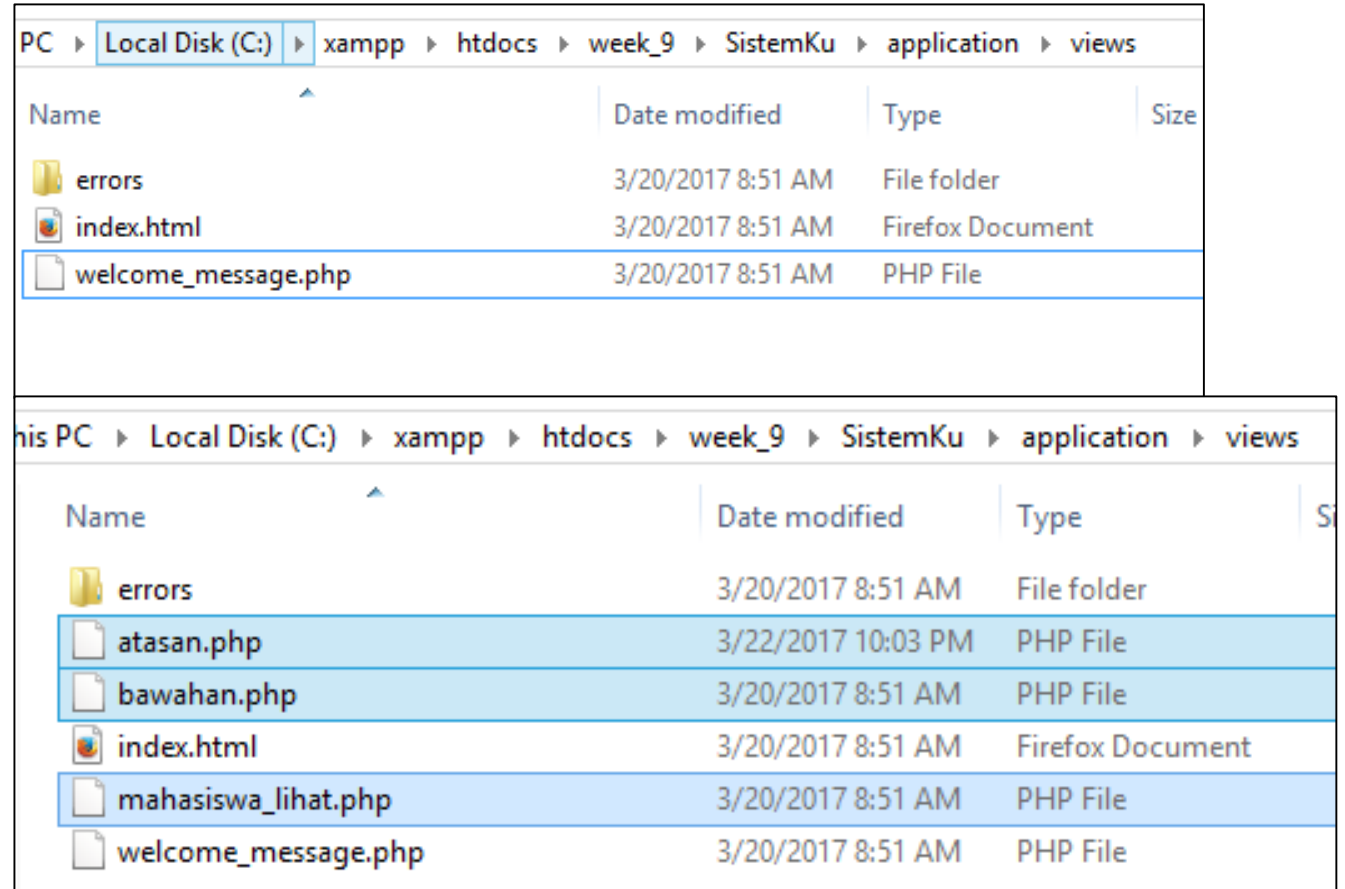 PC Local Disk (C:) xampp htdocs week_9 SistemKu application views
Name Date modified Type Size
errors 3/20/2017 8:51 AM File folder
index.html 3/20/2017 8:51 AM Firefox Document
welcome_message.php 3/20/2017 8:51 AM PHP File
his PC Local Disk (C:) xampp htdocs week_9 SistemKu application views
Name Date modified Type Si
errors 3/20/2017 8:51 AM File folder
atasan.php 3/22/2017 10:03 PM PHP File
bawahan.php 3/20/2017 8:51 AM PHP File
index.html 3/20/2017 8:51 AM Firefox Document
mahasiswa_lihat.php 3/20/2017 8:51 AM PHP File
welcome_message.php 3/20/2017 8:51 AM PHP File